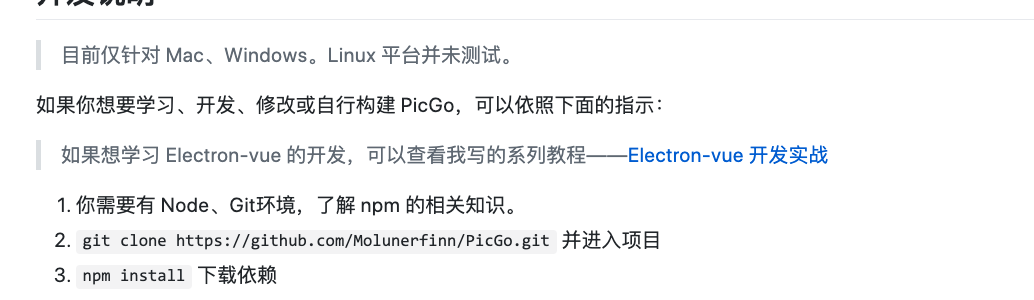 开发说明
目前仅针对 Mac、Windows。Linux 平台并未测试。
如果你想要学习、开发、修改或自行构建 PicGo，可以依照下面的指示：
如果想学习 Electron-vue 的开发，可以查看我写的系列教程——Electron-vue 开发实战
1. 你需要有 Node、Git环境，了解 npm 的相关知识。
2. git clone https://github.com/Molunerfinn/PicGo.git 并进入项目
3. npm install 下载依赖